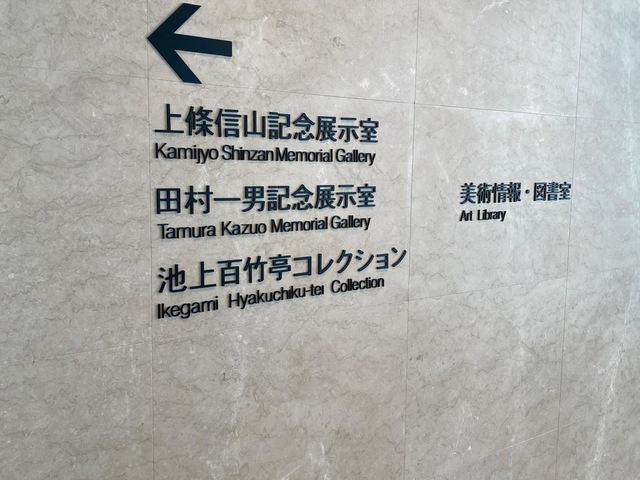 上條信山記念展示室
Kamijyo Shinzan Memorial Gallery
田村一男記念展示室
Tamura Kazuo Memorial Gallery
池上百竹亭コレクション
Ikegami Hyakuchiku-tei Collection
美術情報・図書室
Art Library